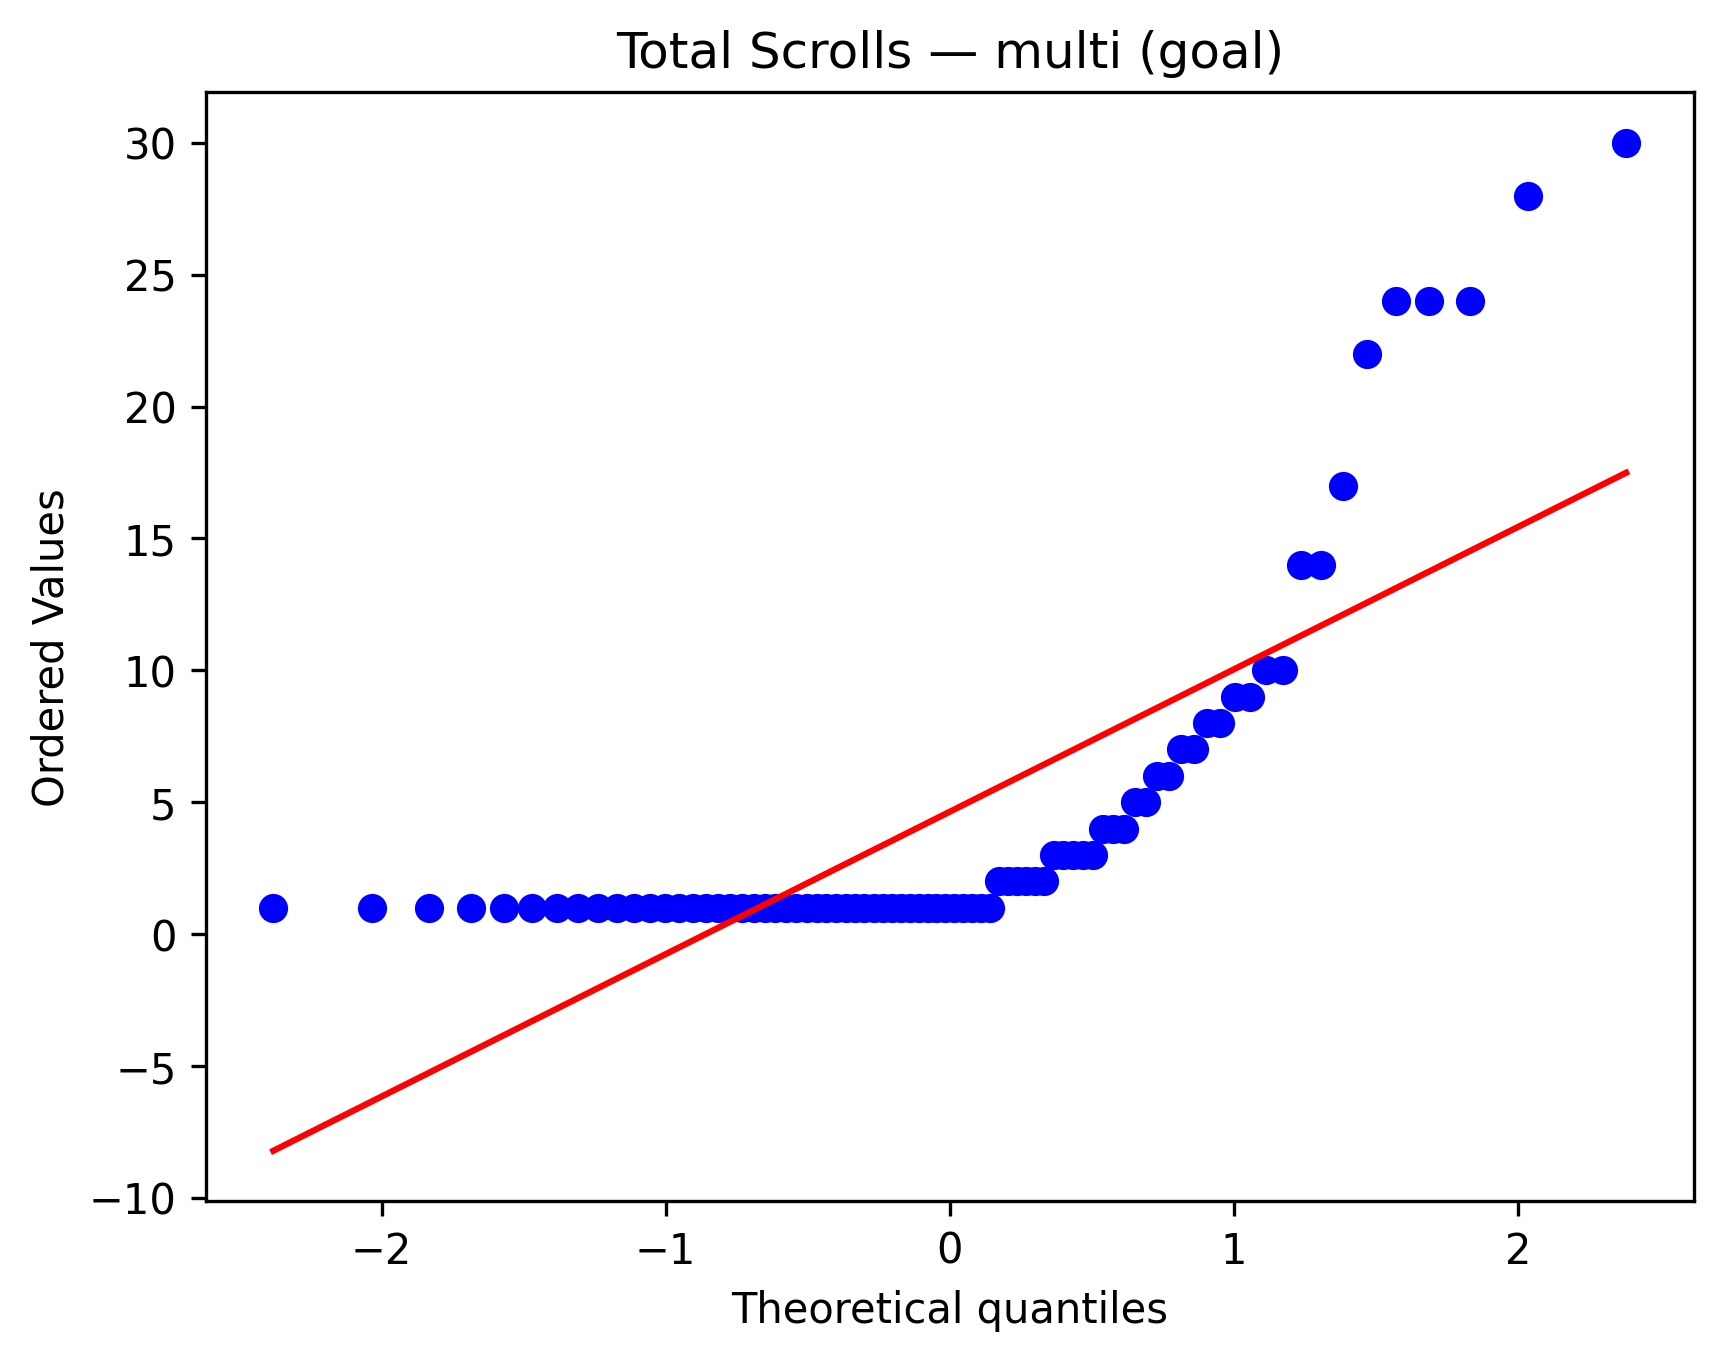 Total Scrolls — multi (goal)
30
25
20
15
10
5
0
−5
−10
Ordered Values
−2 −1 0 1 2
Theoretical quantiles